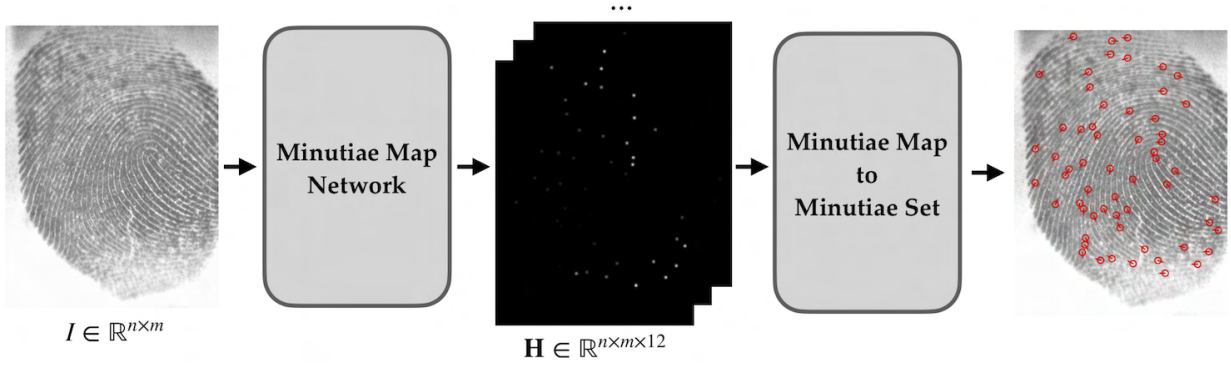 ...
Minutiae Map
Network
Minutiae Map
to
Minutiae Set
I ∈ ℝ^{n×m}
𝐇 ∈ ℝ^{n×m×12}